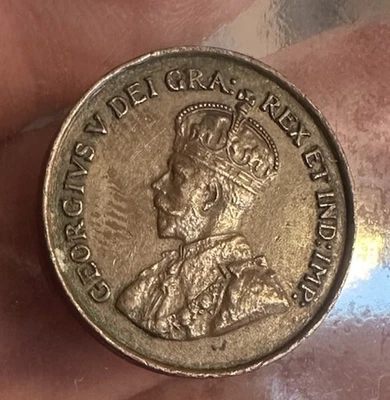 GEORGIVS V DEI GRA: REX ET IND: IMP: